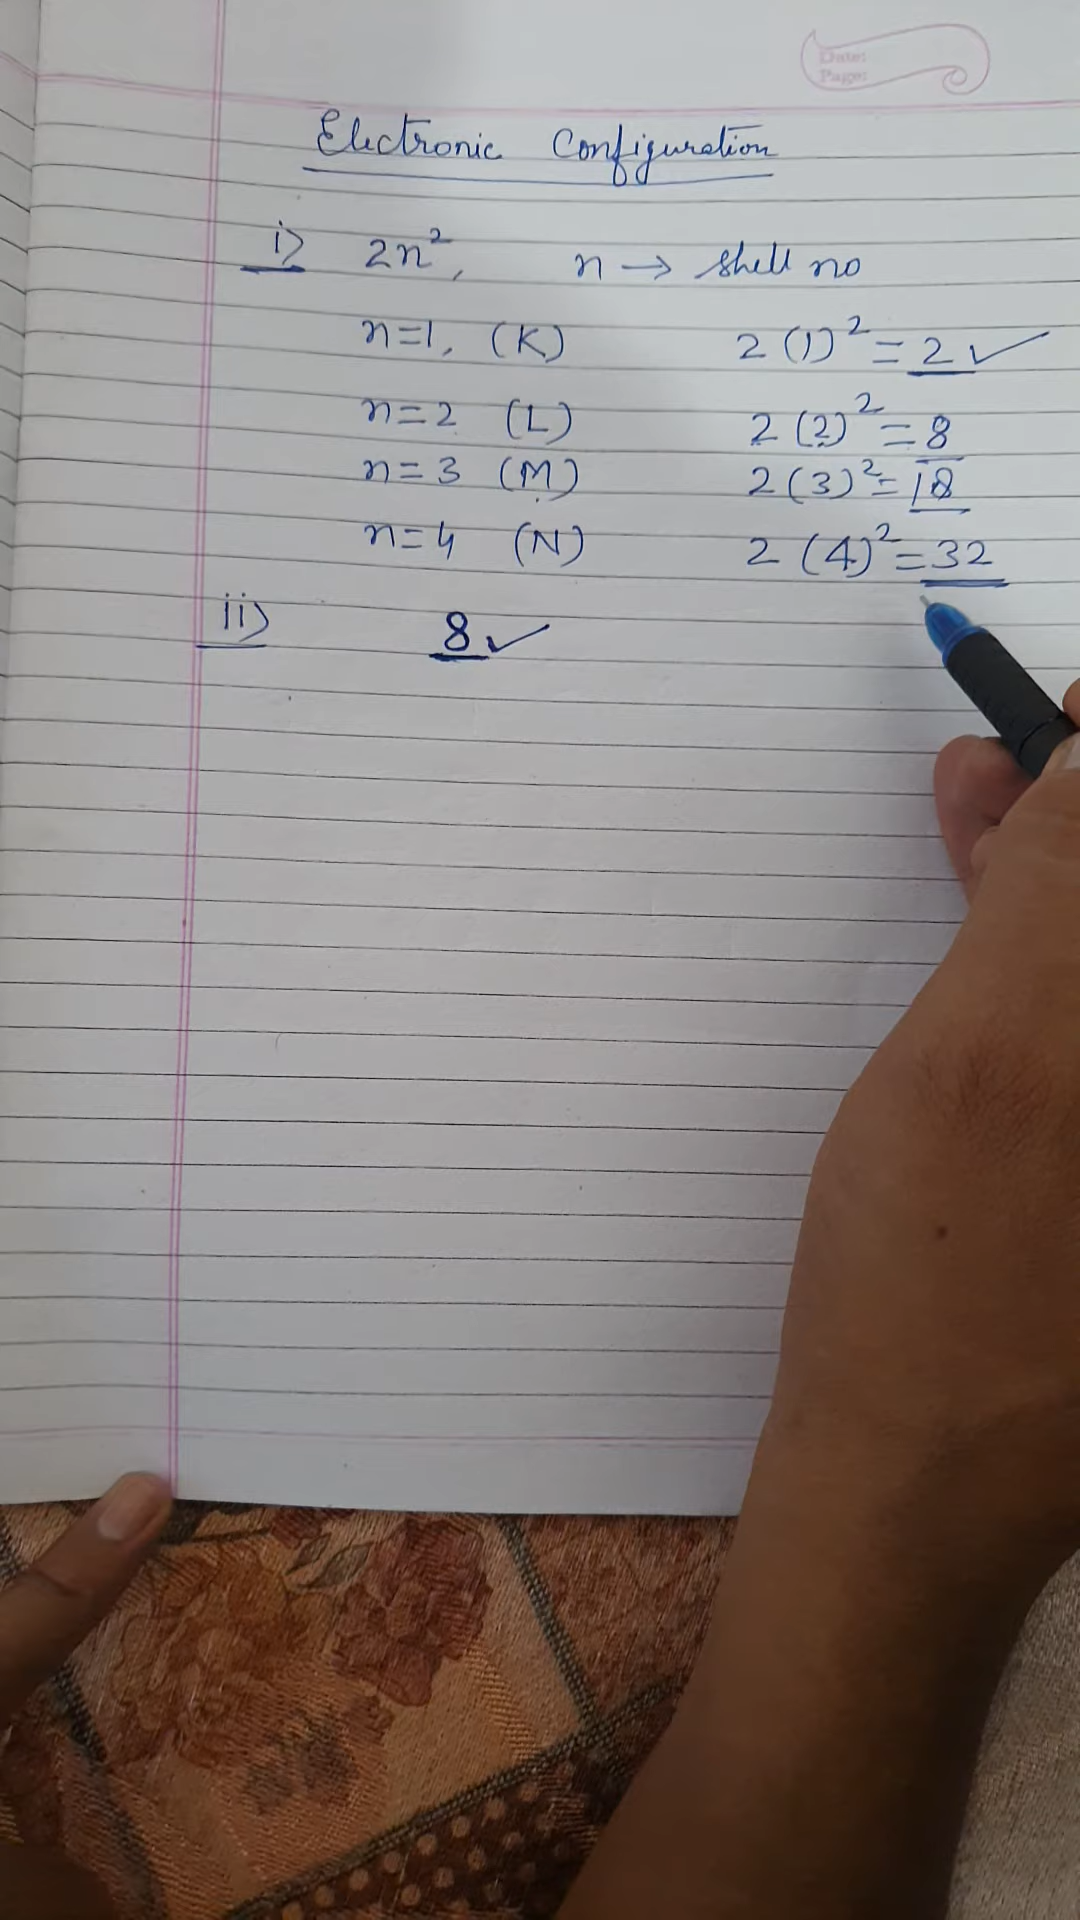 Date:
Page:
Electronic Configuration
i) 2n², n → shell no
n=1, (K) 2(1)² = 2 ✓
n=2 (L) 2(2)² = 8
n=3 (M) 2(3)² = 18
n=4 (N) 2(4)² = 32
ii) 8 ✓